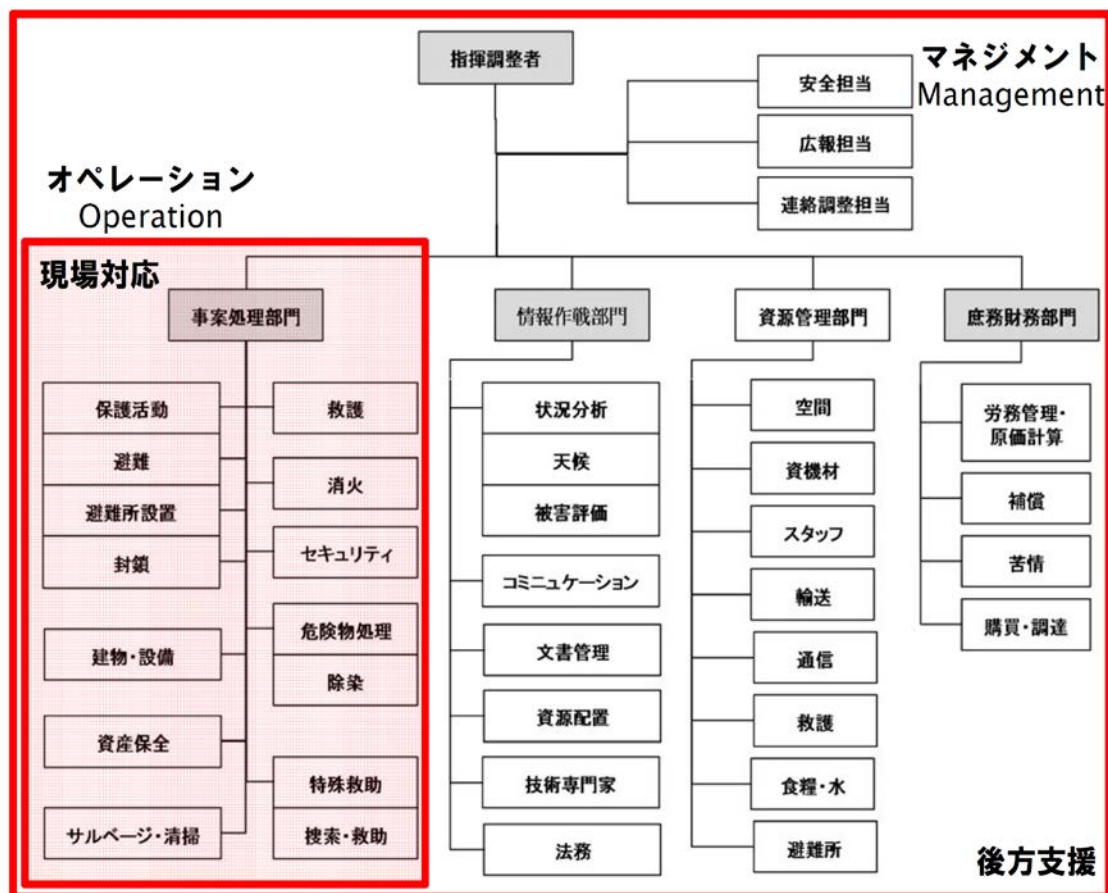 指揮調整者
マネジメント
Management
安全担当
広報担当
連絡調整担当
オペレーション
Operation
現場対応
事案処理部門
情報作戦部門
資源管理部門
庶務財務部門
保護活動
避難
避難所設置
封鎖
建物・設備
資産保全
サルベージ・清掃
救護
消火
セキュリティ
危険物処理
除染
特殊救助
捜索・救助
状況分析
天候
被害評価
コミニュケーション
文書管理
資源配置
技術専門家
法務
空間
資機材
スタッフ
輸送
通信
救護
食糧・水
避難所
労務管理・
原価計算
補償
苦情
購買・調達
後方支援